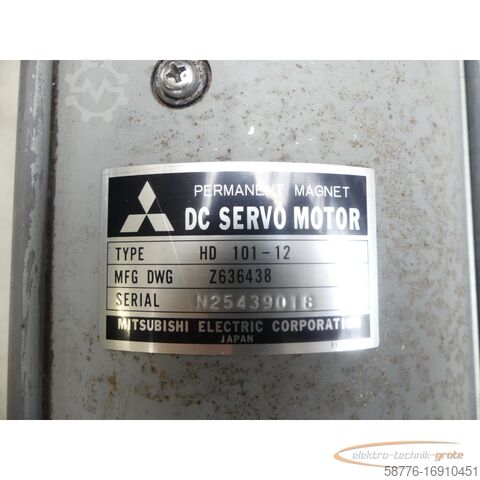 PERMANENT MAGNET
DC SERVO MOTOR
TYPE HD 101-12
MFG DWG Z636438
SERIAL N25439018
MITSUBISHI ELECTRIC CORPORATION
JAPAN
elektro-technik-grote
58776-16910451